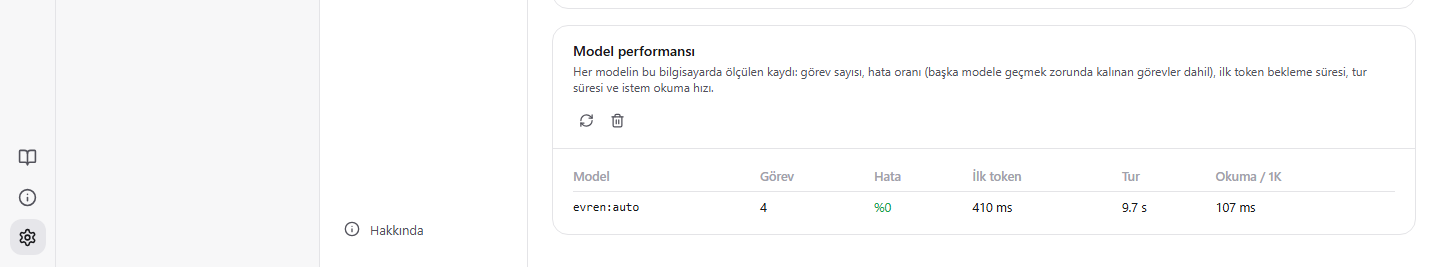 Model performansı
Her modelin bu bilgisayarda ölçülen kaydı: görev sayısı, hata oranı (başka modele geçmek zorunda kalınan görevler dahil), ilk token bekleme süresi, tur
süresi ve istem okuma hızı.
Model Görev Hata İlk token Tur Okuma / 1K
evren:auto 4 %0 410 ms 9.7 s 107 ms
Hakkında